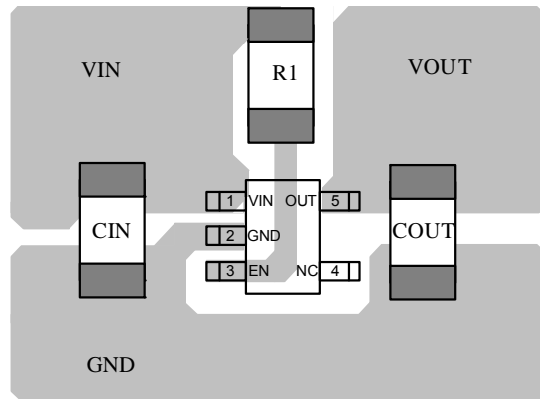 VIN
R1
VOUT
1 VIN OUT 5
CIN
2 GND
COUT
3 EN NC 4
GND